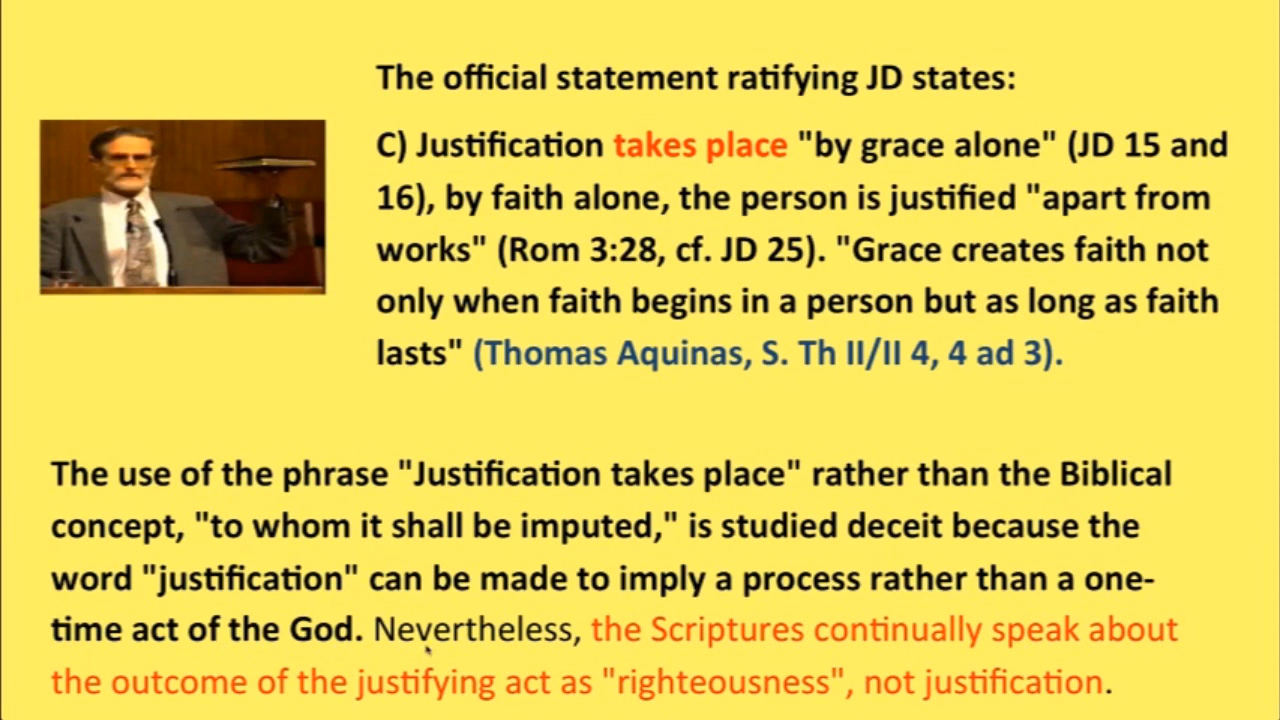 The official statement ratifying JD states:
C) Justification takes place "by grace alone" (JD 15 and
16), by faith alone, the person is justified "apart from
works" (Rom 3:28, cf. JD 25). "Grace creates faith not
only when faith begins in a person but as long as faith
lasts" (Thomas Aquinas, S. Th II/II 4, 4 ad 3).
The use of the phrase "Justification takes place" rather than the Biblical
concept, "to whom it shall be imputed," is studied deceit because the
word "justification" can be made to imply a process rather than a one-
time act of the God. Nevertheless, the Scriptures continually speak about
the outcome of the justifying act as "righteousness", not justification.